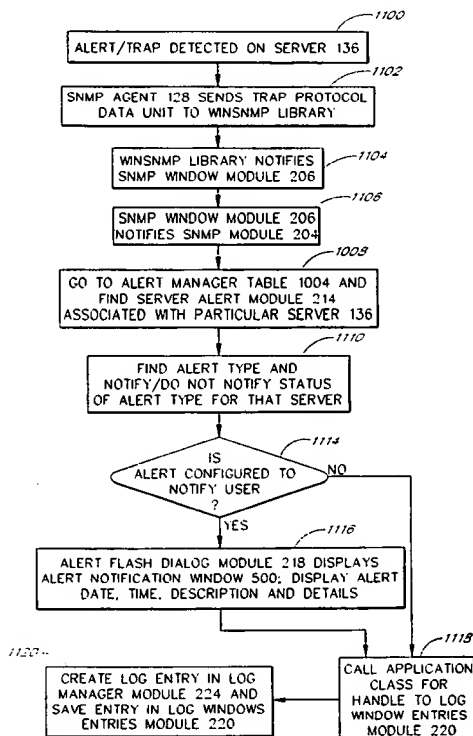 1100
ALERT/TRAP DETECTED ON SERVER 136
1102
SNMP AGENT 128 SENDS TRAP PROTOCOL
DATA UNIT TO WINSNMP LIBRARY
1104
WINSNMP LIBRARY NOTIFIES
SNMP WINDOW MODULE 206
1106
SNMP WINDOW MODULE 206
NOTIFIES SNMP MODULE 204
1008
GO TO ALERT MANAGER TABLE 1004 AND
FIND SERVER ALERT MODULE 214
ASSOCIATED WITH PARTICULAR SERVER 136
1110
FIND ALERT TYPE AND
NOTIFY/DO NOT NOTIFY STATUS
OF ALERT TYPE FOR THAT SERVER
1114
IS
ALERT CONFIGURED TO
NOTIFY USER
?
NO
YES
1116
ALERT FLASH DIALOG MODULE 218 DISPLAYS
ALERT NOTIFICATION WINDOW 500; DISPLAY ALERT
DATE, TIME, DESCRIPTION AND DETAILS
1118
CALL APPLICATION
CLASS FOR
HANDLE TO LOG
WINDOW ENTRIES
MODULE 220
1120
CREATE LOG ENTRY IN LOG
MANAGER MODULE 224 AND
SAVE ENTRY IN LOG WINDOWS
ENTRIES MODULE 220